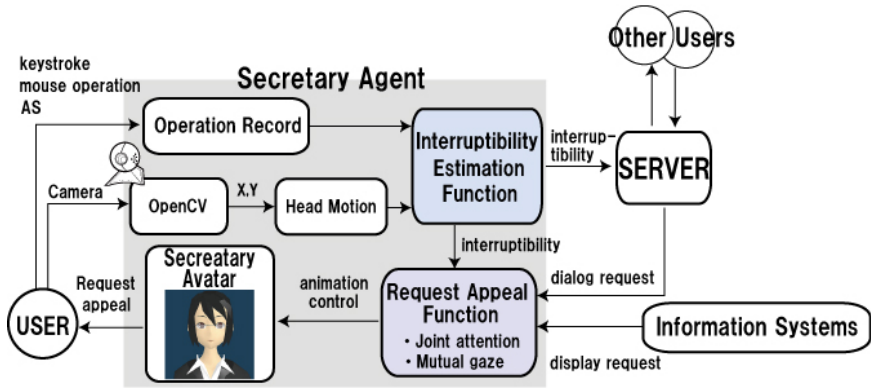 keystroke
mouse operation
AS
Secretary Agent
Other Users
Operation Record
Interruptibility
Estimation
Function
interrup-
tibility
SERVER
Camera
OpenCV
X,Y
Head Motion
interruptibility
Secreatary
Avatar
Request
appeal
USER
animation
control
Request Appeal
Function
・Joint attention
・Mutual gaze
dialog request
Information Systems
display request